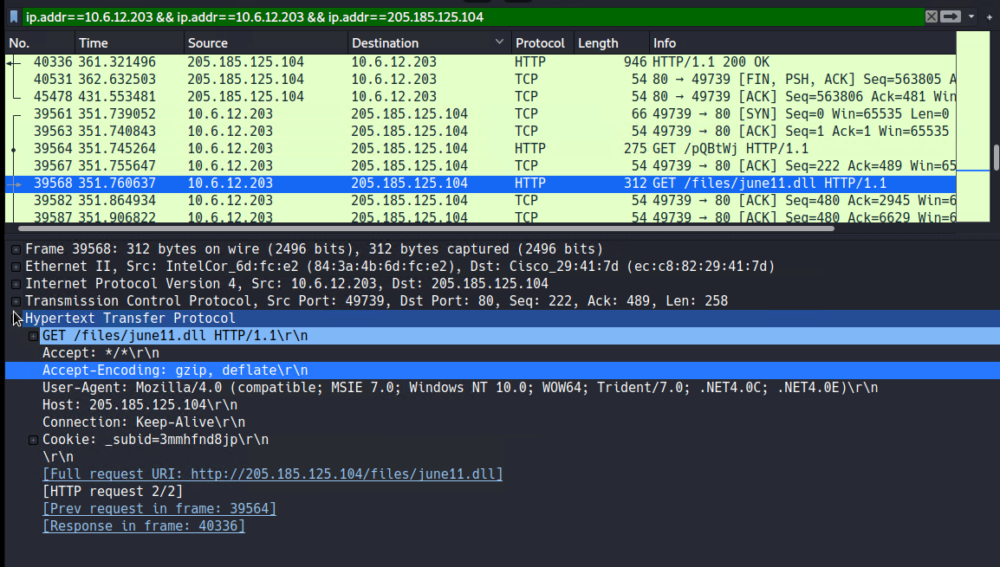 ip.addr==10.6.12.203 && ip.addr==10.6.12.203 && ip.addr==205.185.125.104
No. Time Source Destination Protocol Length Info
40336 361.321496 205.185.125.104 10.6.12.203 HTTP 946 HTTP/1.1 200 OK
40531 362.632503 205.185.125.104 10.6.12.203 TCP 54 80 → 49739 [FIN, PSH, ACK] Seq=563805 A
45478 431.553481 205.185.125.104 10.6.12.203 TCP 54 80 → 49739 [ACK] Seq=563806 Ack=481 Win
39561 351.739052 10.6.12.203 205.185.125.104 TCP 66 49739 → 80 [SYN] Seq=0 Win=65535 Len=0
39563 351.740843 10.6.12.203 205.185.125.104 TCP 54 49739 → 80 [ACK] Seq=1 Ack=1 Win=65535
39564 351.745264 10.6.12.203 205.185.125.104 HTTP 275 GET /pQBtWj HTTP/1.1
39567 351.755647 10.6.12.203 205.185.125.104 TCP 54 49739 → 80 [ACK] Seq=222 Ack=489 Win=65
39568 351.760637 10.6.12.203 205.185.125.104 HTTP 312 GET /files/june11.dll HTTP/1.1
39582 351.864934 10.6.12.203 205.185.125.104 TCP 54 49739 → 80 [ACK] Seq=480 Ack=2945 Win=6
39587 351.906822 10.6.12.203 205.185.125.104 TCP 54 49739 → 80 [ACK] Seq=480 Ack=6629 Win=6
Frame 39568: 312 bytes on wire (2496 bits), 312 bytes captured (2496 bits)
Ethernet II, Src: IntelCor_6d:fc:e2 (84:3a:4b:6d:fc:e2), Dst: Cisco_29:41:7d (ec:c8:82:29:41:7d)
Internet Protocol Version 4, Src: 10.6.12.203, Dst: 205.185.125.104
Transmission Control Protocol, Src Port: 49739, Dst Port: 80, Seq: 222, Ack: 489, Len: 258
Hypertext Transfer Protocol
GET /files/june11.dll HTTP/1.1\r\n
Accept: */*\r\n
Accept-Encoding: gzip, deflate\r\n
User-Agent: Mozilla/4.0 (compatible; MSIE 7.0; Windows NT 10.0; WOW64; Trident/7.0; .NET4.0C; .NET4.0E)\r\n
Host: 205.185.125.104\r\n
Connection: Keep-Alive\r\n
Cookie: _subid=3mmhfnd8jp\r\n
\r\n
[Full request URI: http://205.185.125.104/files/june11.dll]
[HTTP request 2/2]
[Prev request in frame: 39564]
[Response in frame: 40336]